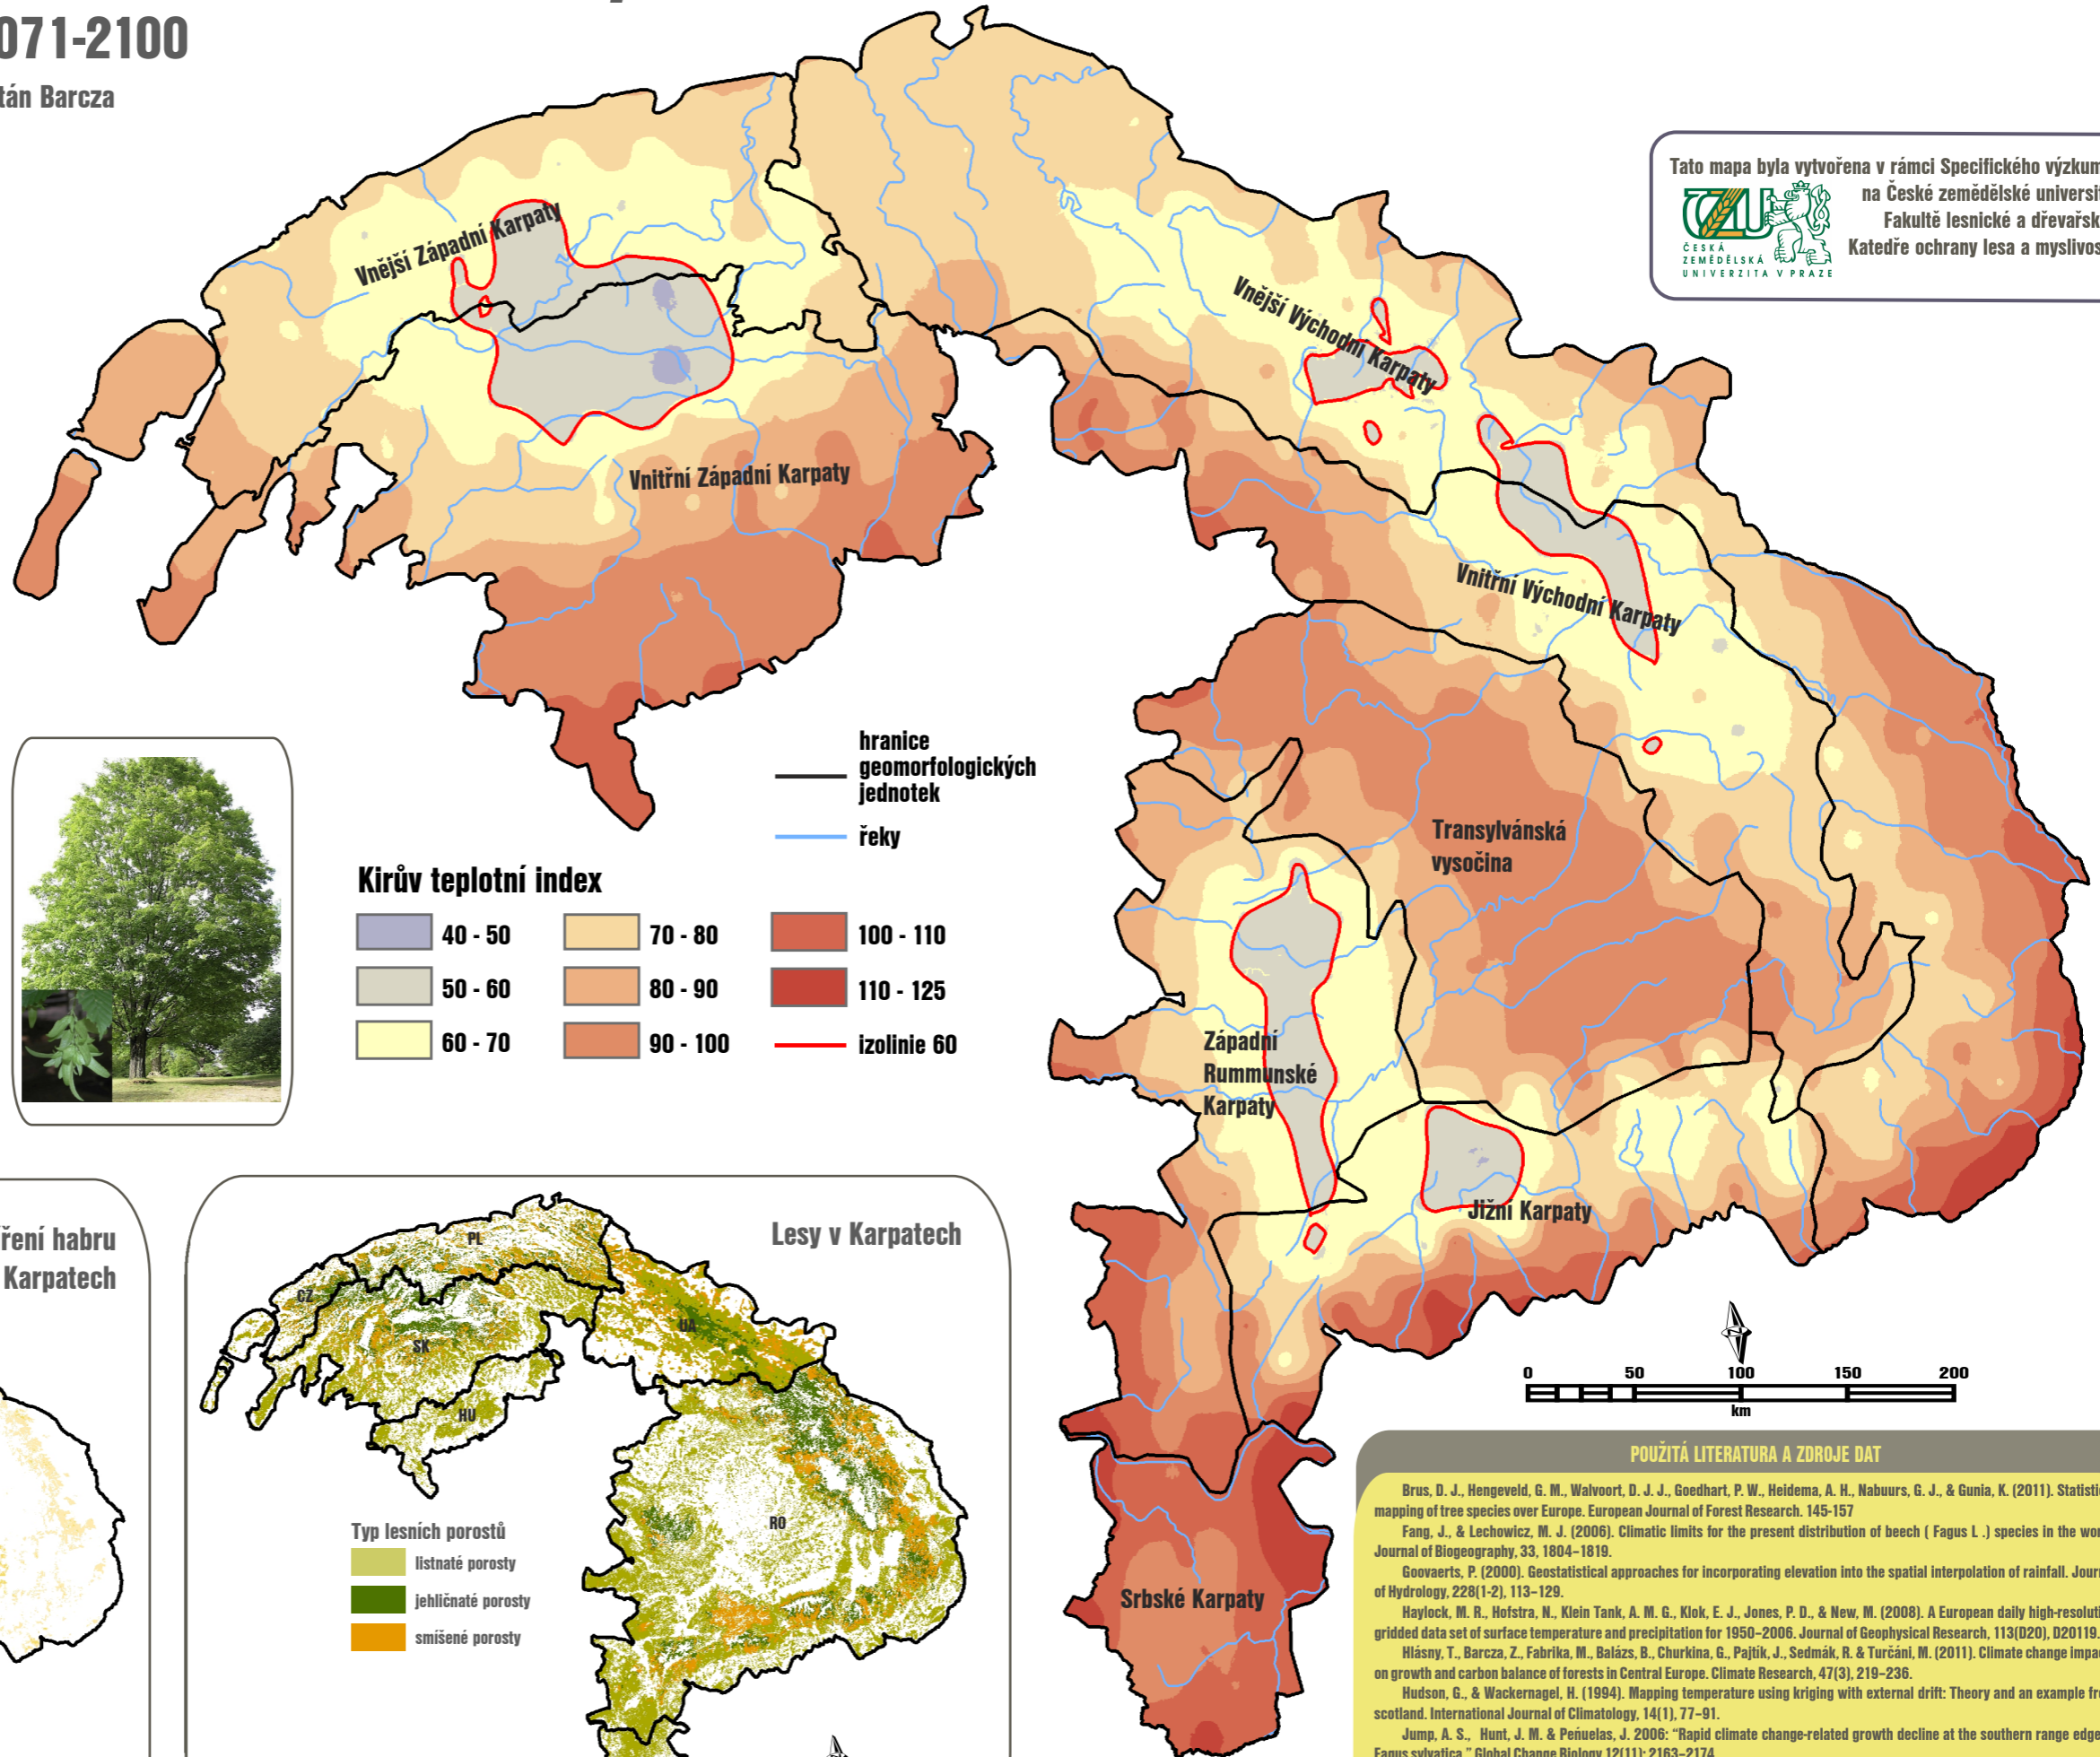 071-2100
tán Barcza
Tato mapa byla vytvořena v rámci Specifického výzkum
na České zemědělské universi
Fakultě lesnické a dřevařsk
Katedře ochrany lesa a myslivos
ČZU
ČESKÁ
ZEMĚDĚLSKÁ
UNIVERZITA V PRAZE
Vnější Západní Karpaty
Vnější Východní Karpaty
Vnitřní Západní Karpaty
Vnitřní Východní Karpaty
Transylvánská
vysočina
Západní
Rummunské
Karpaty
Jižní Karpaty
Srbské Karpaty
hranice
geomorfologických
jednotek
řeky
Kirův teplotní index
40 - 50
50 - 60
60 - 70
70 - 80
80 - 90
90 - 100
100 - 110
110 - 125
izolinie 60
ření habru
Karpatech
Lesy v Karpatech
PL
CZ
SK
UA
HU
RO
Typ lesních porostů
listnaté porosty
jehličnaté porosty
smíšené porosty
0 50 100 150 200
km
POUŽITÁ LITERATURA A ZDROJE DAT
Brus, D. J., Hengeveld, G. M., Walvoort, D. J. J., Goedhart, P. W., Heidema, A. H., Nabuurs, G. J., & Gunia, K. (2011). Statisti
mapping of tree species over Europe. European Journal of Forest Research. 145-157
Fang, J., & Lechowicz, M. J. (2006). Climatic limits for the present distribution of beech ( Fagus L .) species in the wor
Journal of Biogeography, 33, 1804–1819.
Goovaerts, P. (2000). Geostatistical approaches for incorporating elevation into the spatial interpolation of rainfall. Jour
of Hydrology, 228(1-2), 113–129.
Haylock, M. R., Hofstra, N., Klein Tank, A. M. G., Klok, E. J., Jones, P. D., & New, M. (2008). A European daily high-resoluti
gridded data set of surface temperature and precipitation for 1950–2006. Journal of Geophysical Research, 113(D20), D20119.
Hlásny, T., Barcza, Z., Fabrika, M., Balázs, B., Churkina, G., Pajtík, J., Sedmák, R. & Turčáni, M. (2011). Climate change impa
on growth and carbon balance of forests in Central Europe. Climate Research, 47(3), 219–236.
Hudson, G., & Wackernagel, H. (1994). Mapping temperature using kriging with external drift: Theory and an example fr
scotland. International Journal of Climatology, 14(1), 77–91.
Jump, A. S., Hunt, J. M. & Peńuelas, J. 2006: “Rapid climate change-related growth decline at the southern range edge
Fagus sylvatica.” Global Change Biology 12(11): 2163–2174